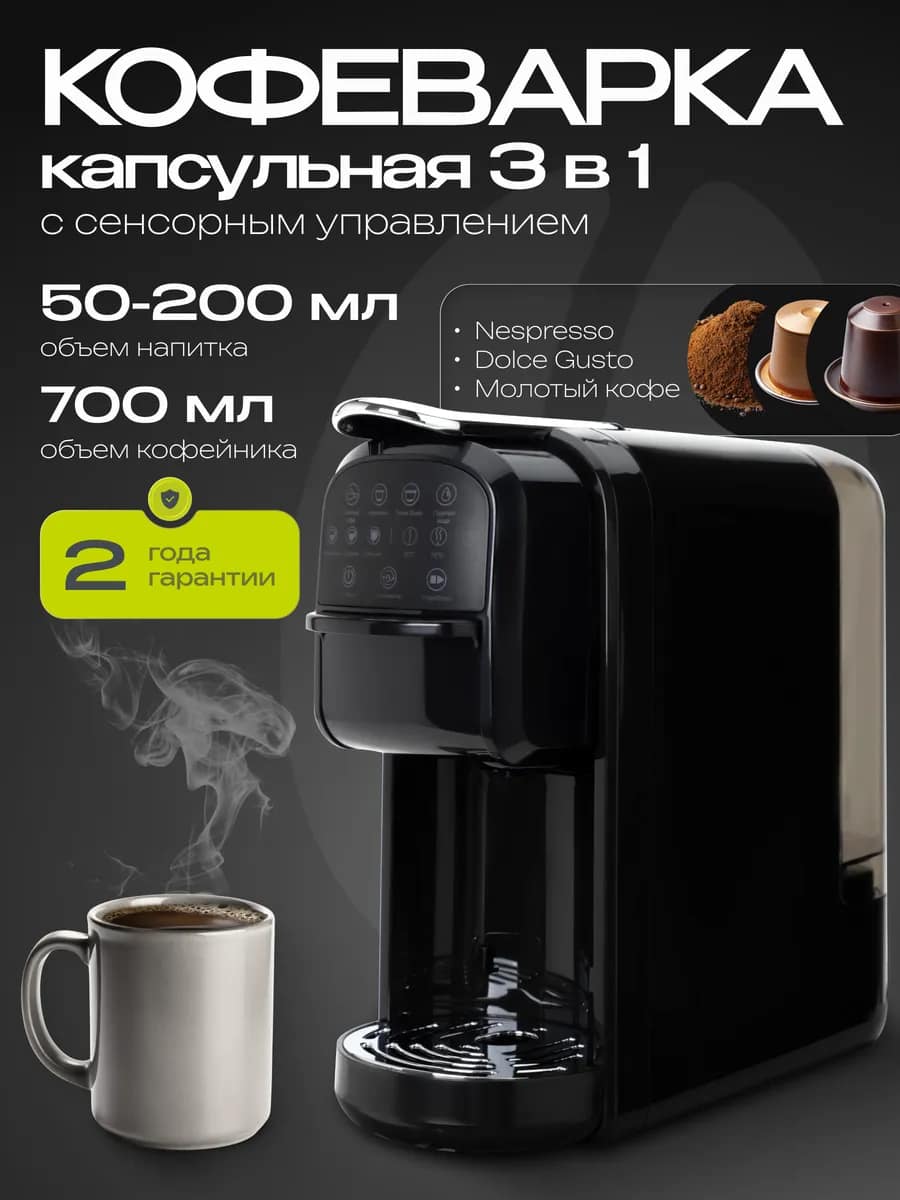 КОФЕВАРКА
капсульная 3 в 1
с сенсорным управлением
50-200 мл
объем напитка
700 мл
объем кофейника
• Nespresso
• Dolce Gusto
• Молотый кофе
2 года
гарантии